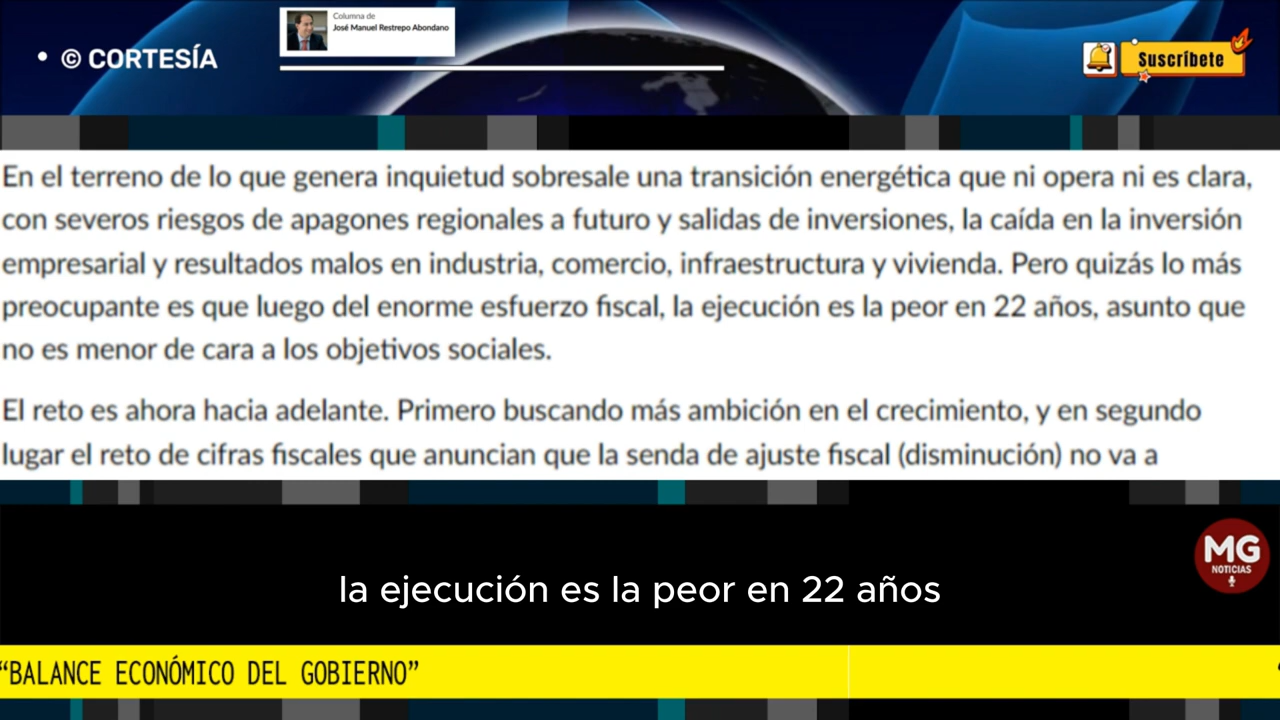 Columna de
José Manuel Restrepo Abondano
• © CORTESÍA
Suscríbete
En el terreno de lo que genera inquietud sobresale una transición energética que ni opera ni es clara,
con severos riesgos de apagones regionales a futuro y salidas de inversiones, la caída en la inversión
empresarial y resultados malos en industria, comercio, infraestructura y vivienda. Pero quizás lo más
preocupante es que luego del enorme esfuerzo fiscal, la ejecución es la peor en 22 años, asunto que
no es menor de cara a los objetivos sociales.
El reto es ahora hacia adelante. Primero buscando más ambición en el crecimiento, y en segundo
lugar el reto de cifras fiscales que anuncian que la senda de ajuste fiscal (disminución) no va a
MG
NOTICIAS
la ejecución es la peor en 22 años
“BALANCE ECONÓMICO DEL GOBIERNO”